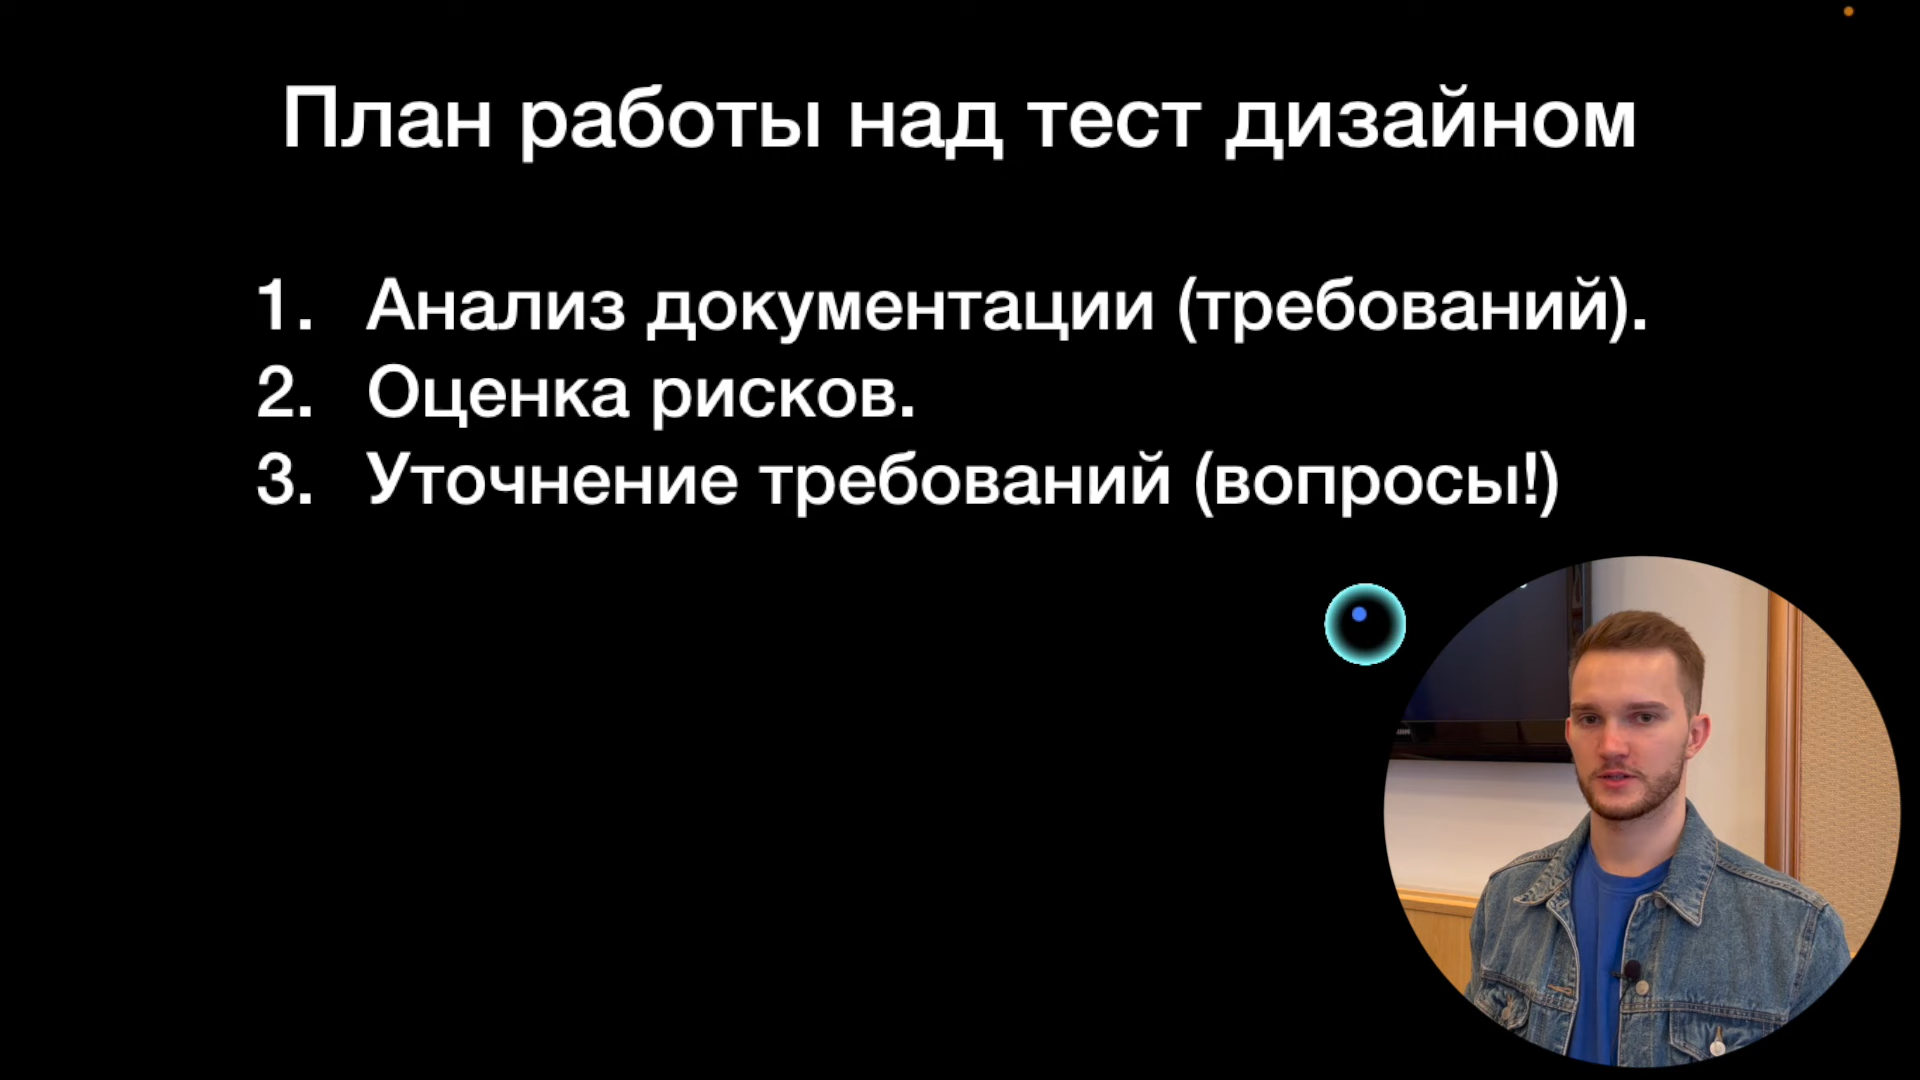 План работы над тест дизайном
1. Анализ документации (требований).
2. Оценка рисков.
3. Уточнение требований (вопросы!)